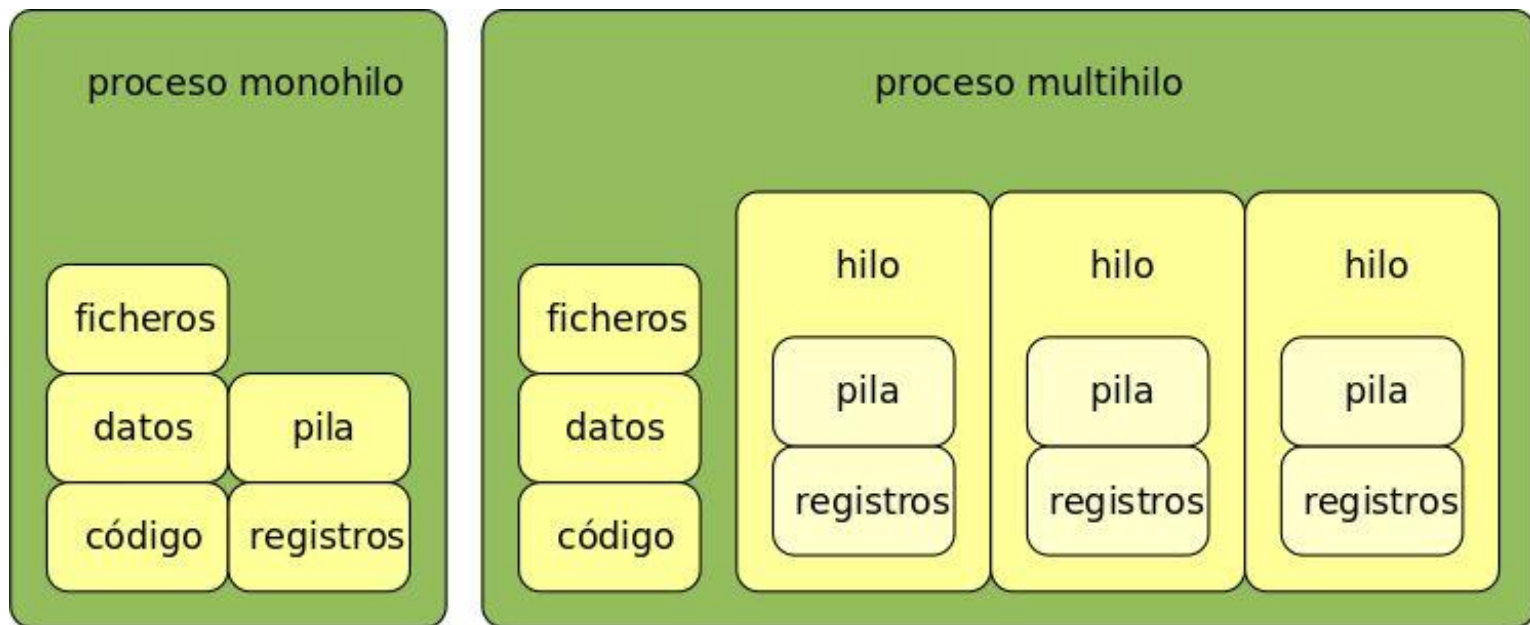 proceso monohilo
ficheros
datos
pila
código
registros
proceso multihilo
ficheros
datos
código
hilo
pila
registros
hilo
pila
registros
hilo
pila
registros